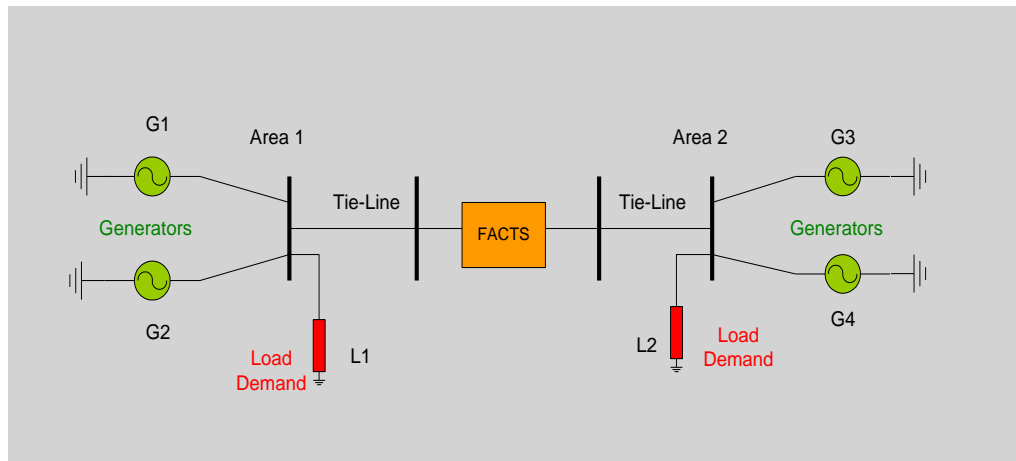 G1
Area 1
Area 2
G3
Tie-Line
Tie-Line
Generators
FACTS
Generators
G2
G4
Load
Demand
L1
L2
Load
Demand